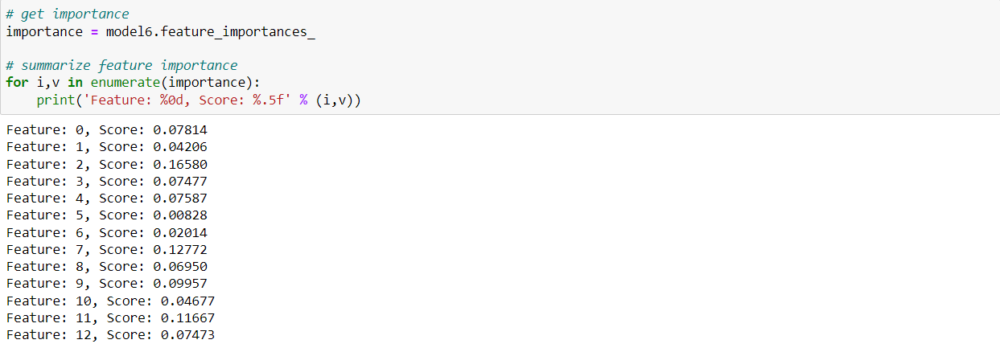 # get importance
importance = model6.feature_importances_
# summarize feature importance
for i,v in enumerate(importance):
    print('Feature: %0d, Score: %.5f' % (i,v))
Feature: 0, Score: 0.07814
Feature: 1, Score: 0.04206
Feature: 2, Score: 0.16580
Feature: 3, Score: 0.07477
Feature: 4, Score: 0.07587
Feature: 5, Score: 0.00828
Feature: 6, Score: 0.02014
Feature: 7, Score: 0.12772
Feature: 8, Score: 0.06950
Feature: 9, Score: 0.09957
Feature: 10, Score: 0.04677
Feature: 11, Score: 0.11667
Feature: 12, Score: 0.07473